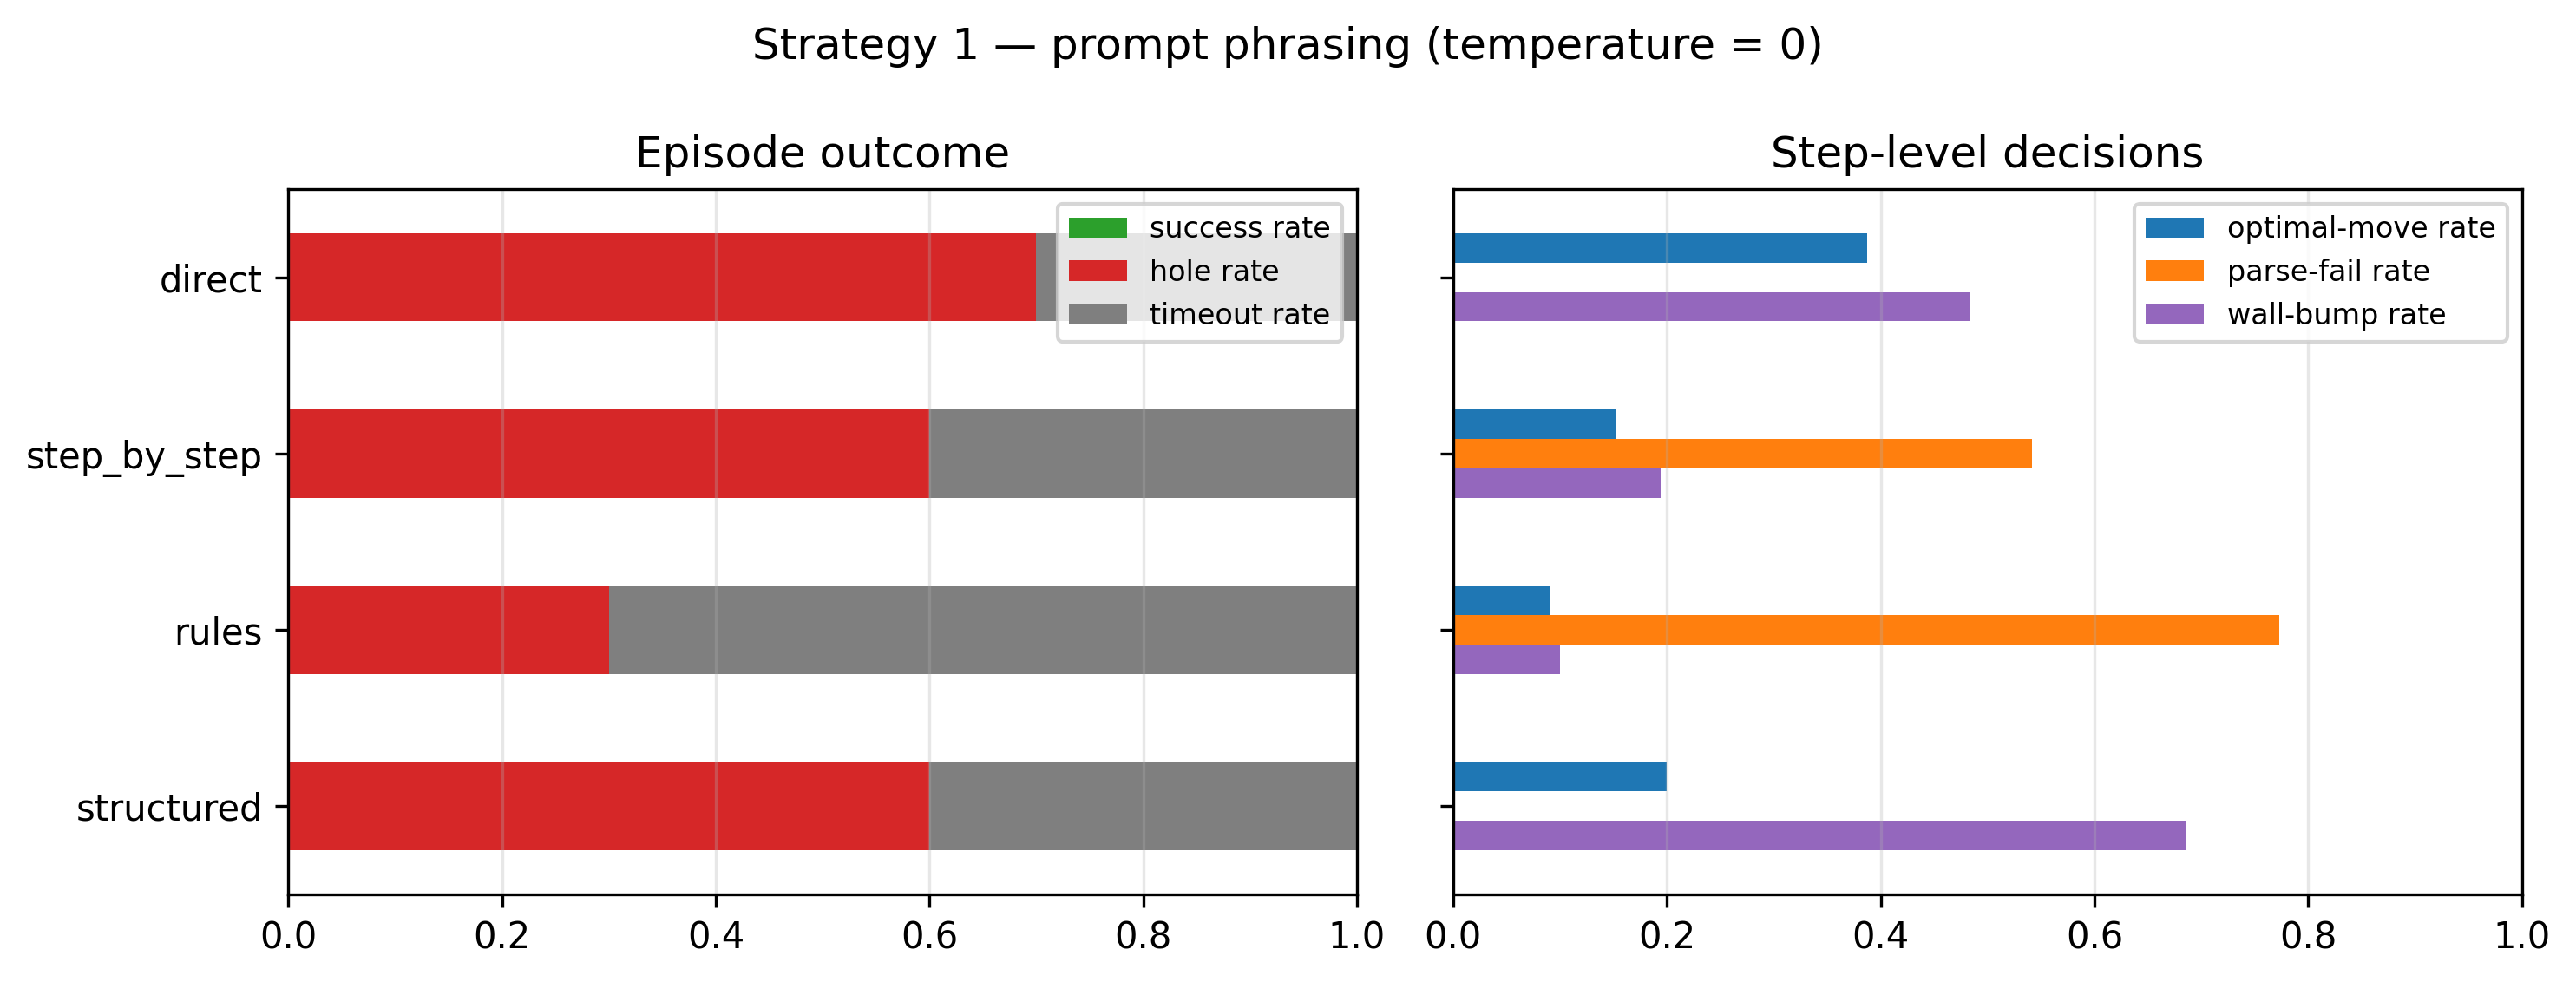 Strategy 1 — prompt phrasing (temperature = 0)
Episode outcome
success rate
hole rate
timeout rate
direct
step_by_step
rules
structured
0.0 0.2 0.4 0.6 0.8 1.0
Step-level decisions
optimal-move rate
parse-fail rate
wall-bump rate
0.0 0.2 0.4 0.6 0.8 1.0